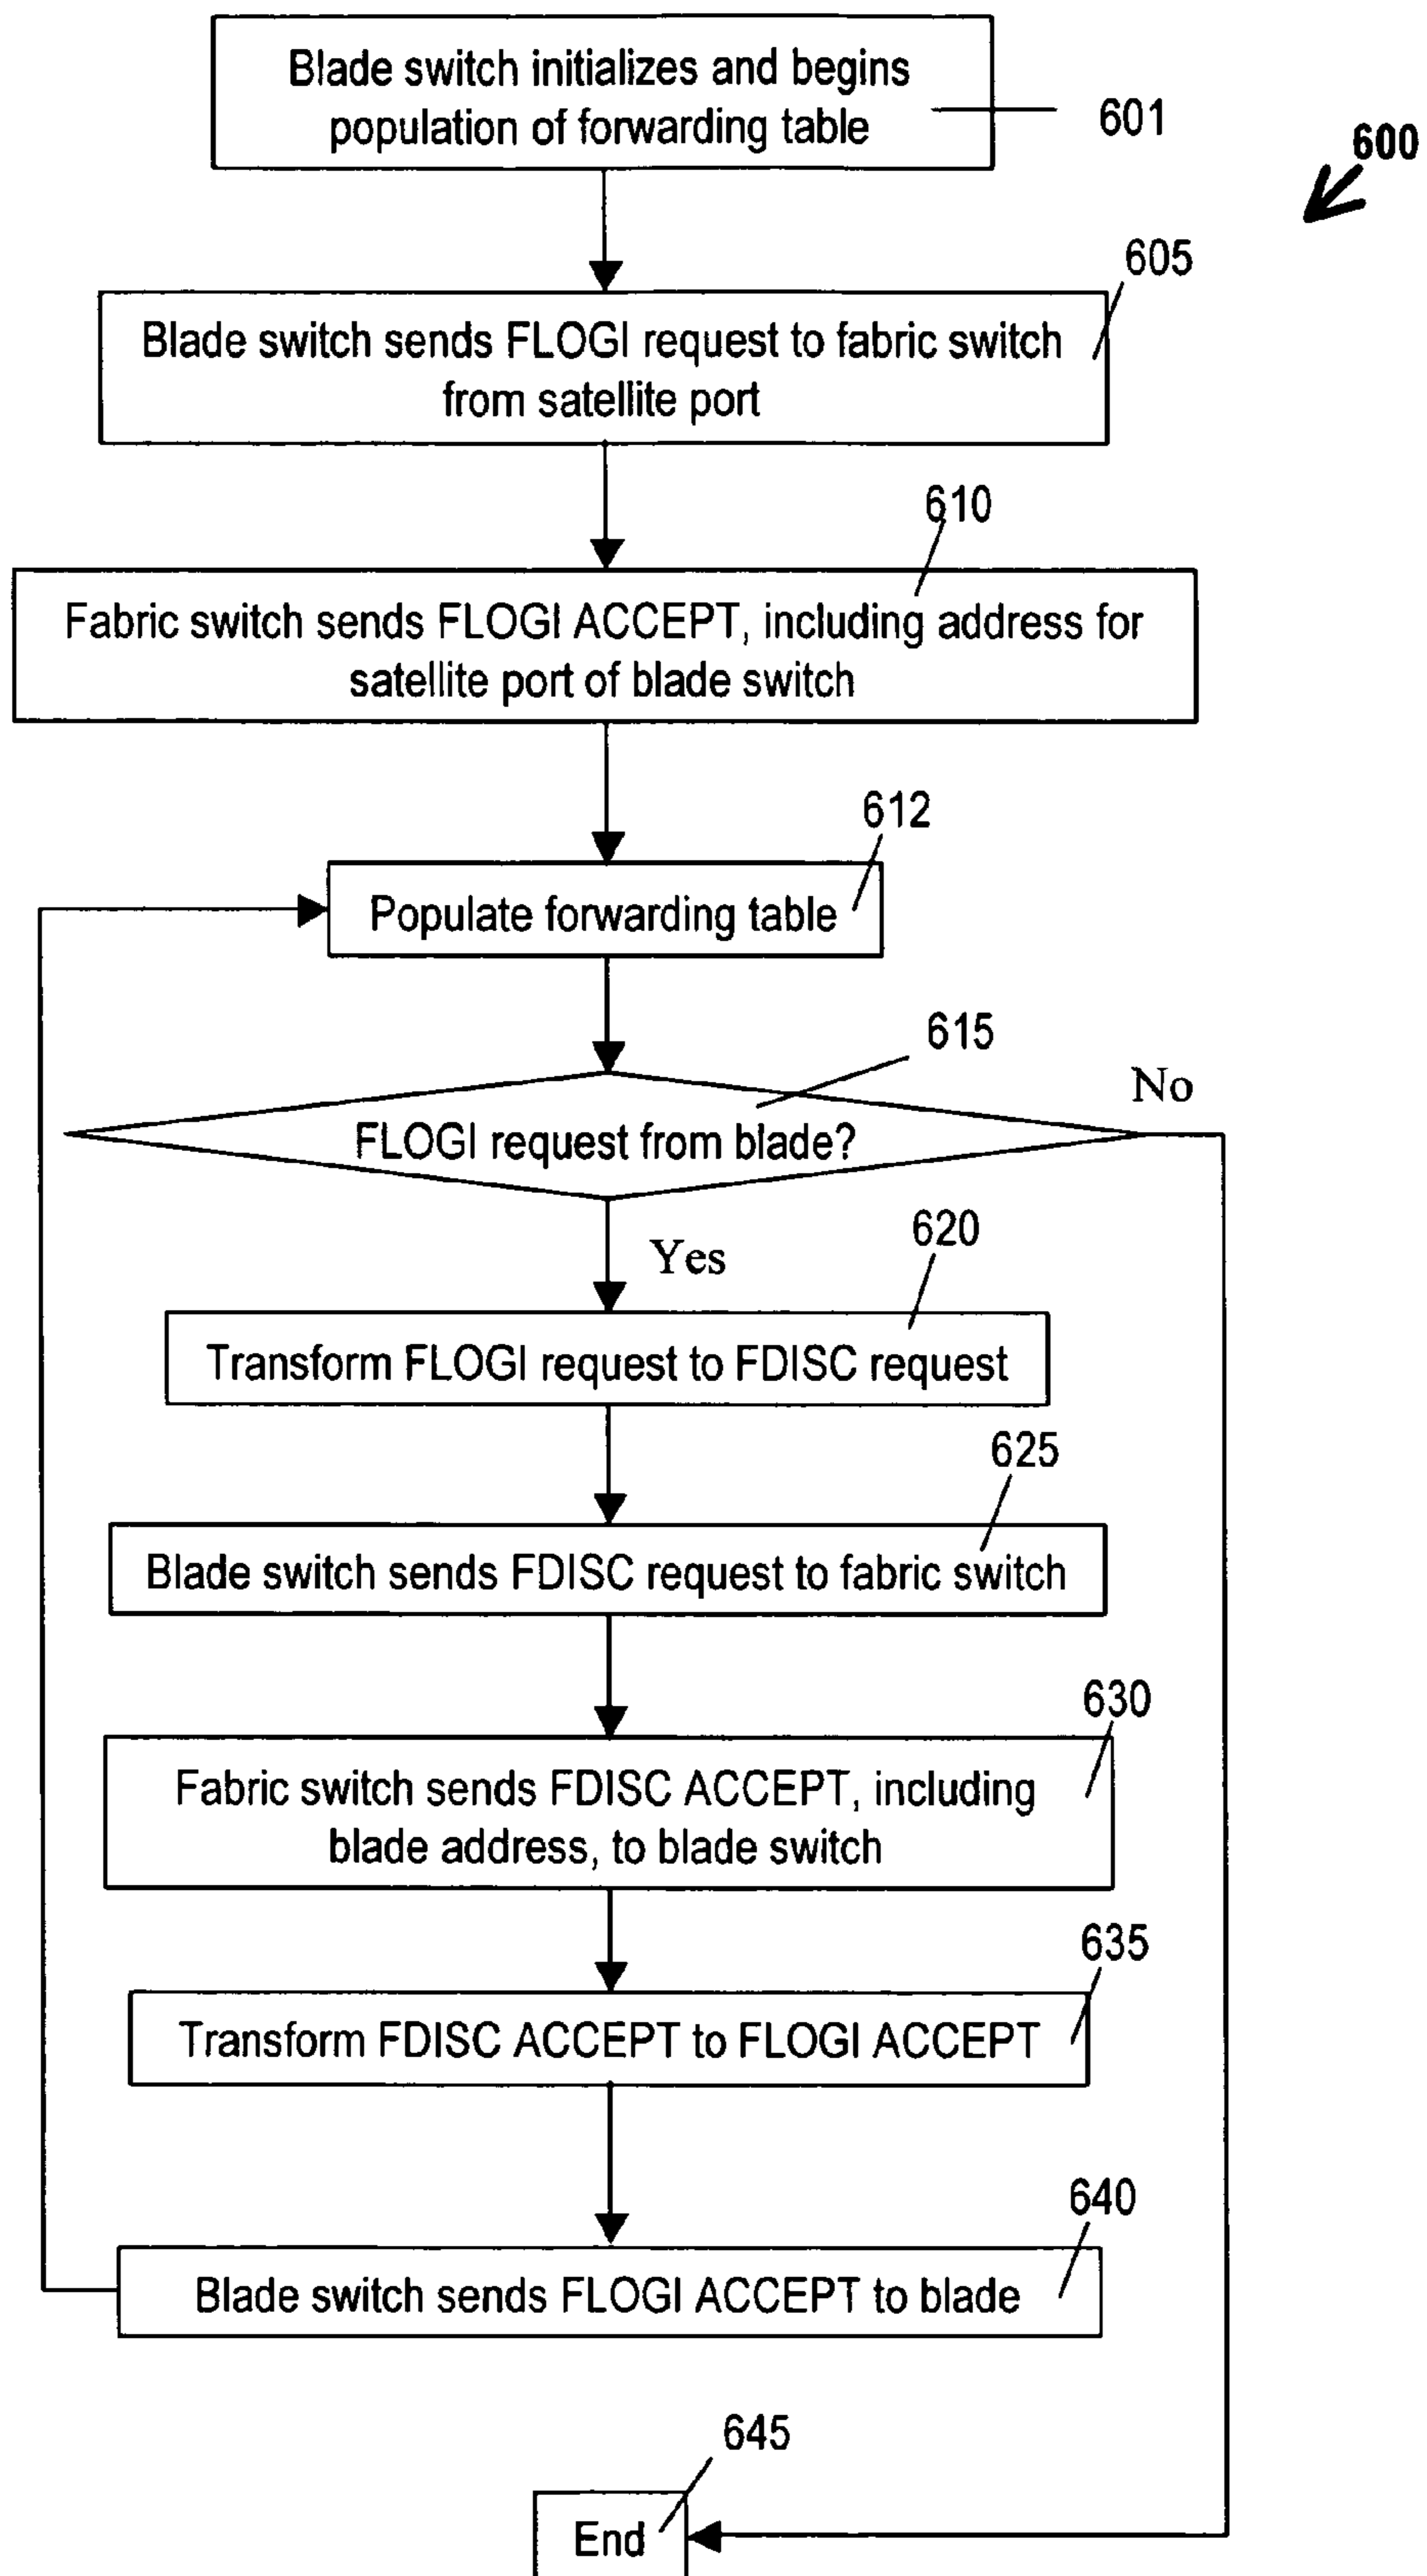 Blade switch initializes and begins
population of forwarding table
601
600
605
Blade switch sends FLOGI request to fabric switch
from satellite port
610
Fabric switch sends FLOGI ACCEPT, including address for
satellite port of blade switch
612
Populate forwarding table
615
No
FLOGI request from blade?
Yes
620
Transform FLOGI request to FDISC request
625
Blade switch sends FDISC request to fabric switch
630
Fabric switch sends FDISC ACCEPT, including
blade address, to blade switch
635
Transform FDISC ACCEPT to FLOGI ACCEPT
640
Blade switch sends FLOGI ACCEPT to blade
645
End